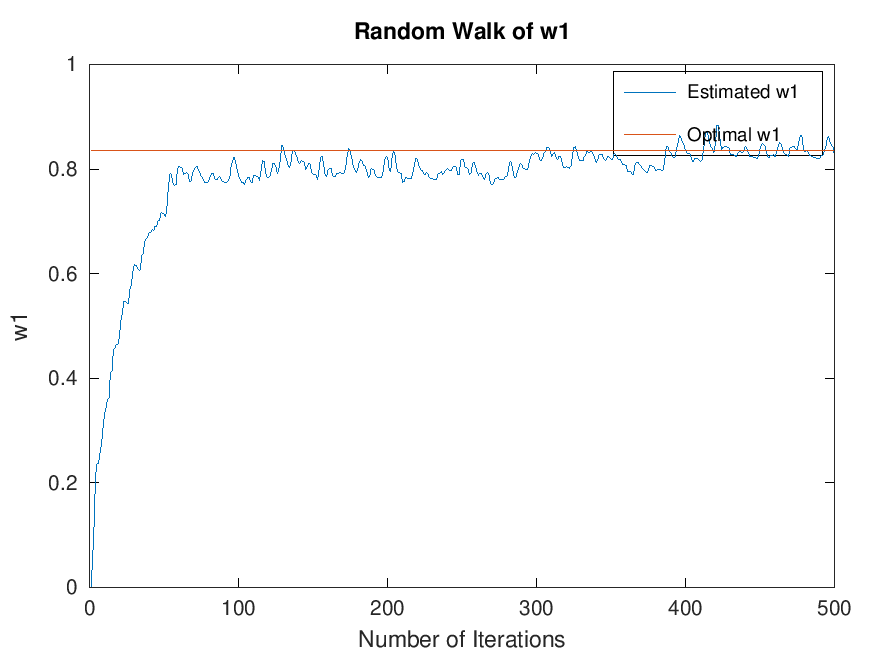 Random Walk of w1
Estimated w1
Optimal w1
1
0.8
0.6
0.4
0.2
0
w1
0 100 200 300 400 500
Number of Iterations